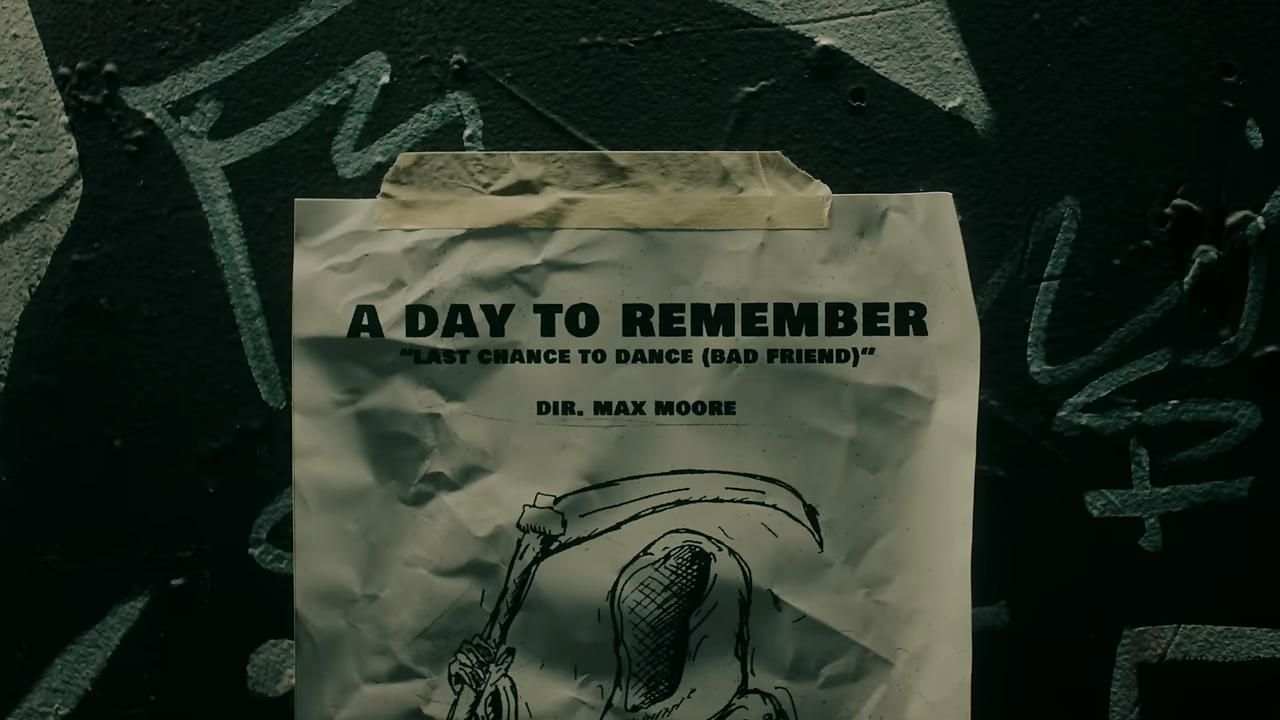 A DAY TO REMEMBER
"LAST CHANCE TO DANCE (BAD FRIEND)"
DIR. MAX MOORE